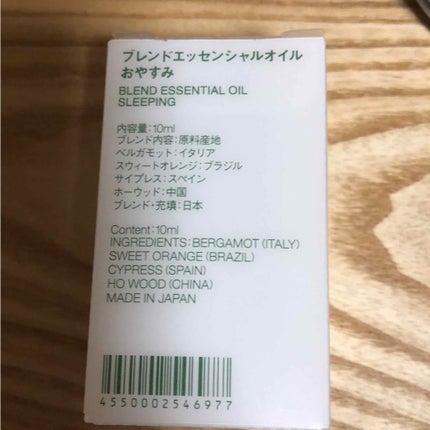 ブレンドエッセンシャルオイル
おやすみ
BLEND ESSENTIAL OIL
SLEEPING
内容量:10ml
ブレンド内容:原料産地
ベルガモット:イタリア
スウィートオレンジ:ブラジル
サイプレス:スペイン
ホーウッド:中国
ブレンド・充填:日本
Content:10ml
INGREDIENTS:BERGAMOT(ITALY)
SWEET ORANGE(BRAZIL)
CYPRESS(SPAIN)
HO WOOD(CHINA)
MADE IN JAPAN
4550002546977